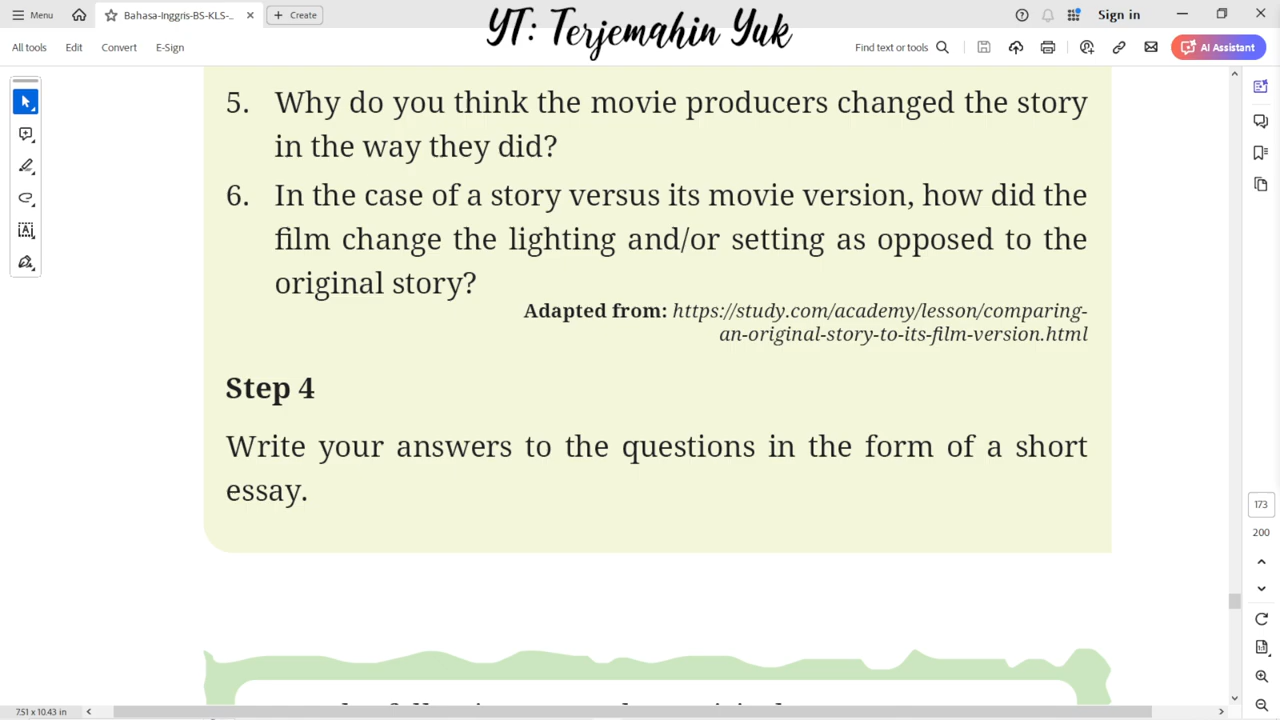 Menu
Bahasa-Inggris-BS-KLS-...
Create
YT: Terjemahin Yuk
Sign in
All tools
Edit
Convert
E-Sign
Find text or tools
AI Assistant
5. Why do you think the movie producers changed the story
in the way they did?
6. In the case of a story versus its movie version, how did the
film change the lighting and/or setting as opposed to the
original story?
Adapted from: https://study.com/academy/lesson/comparing-
an-original-story-to-its-film-version.html
Step 4
Write your answers to the questions in the form of a short
essay.
173
200
7.51 x 10.43 in